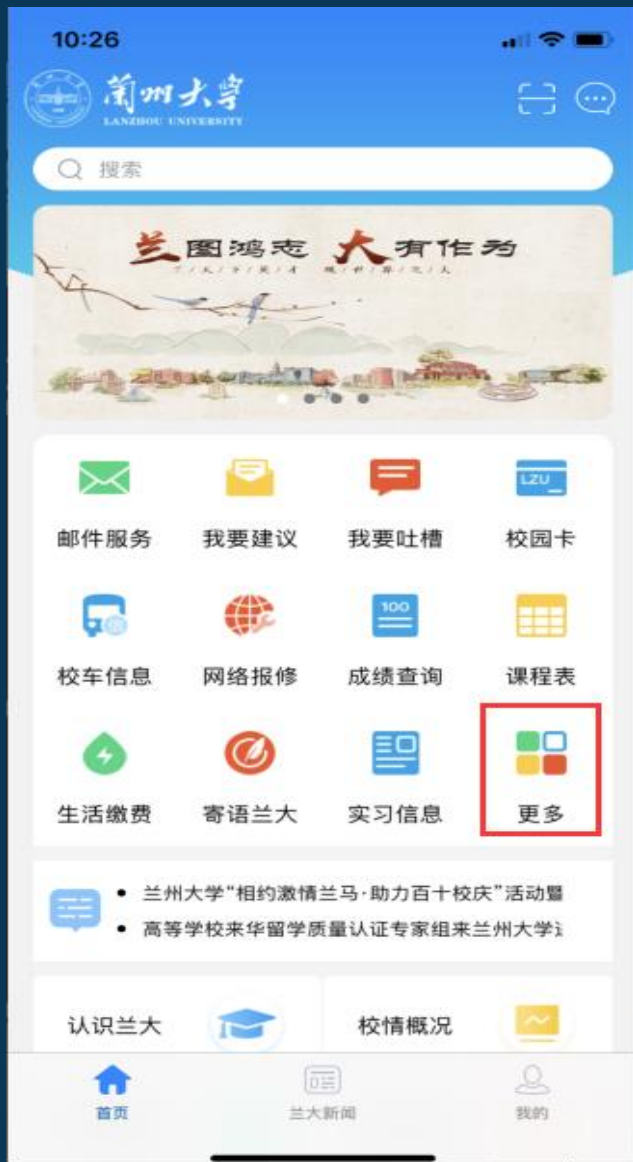 10:26
蘭州大學
LANZHOU UNIVERSITY
搜索
兰图鸿志 大有作为
邮件服务 我要建议 我要吐槽 校园卡
LZU
100
校车信息 网络报修 成绩查询 课程表
生活缴费 寄语兰大 实习信息 更多
兰州大学“相约激情兰马·助力百十校庆”活动暨
高等学校来华留学质量认证专家组来兰州大学
认识兰大 校情概况
首页 兰大新闻 我的